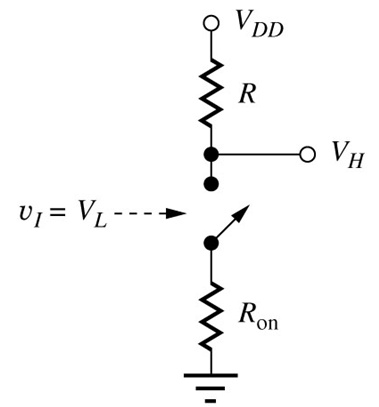 V_DD
R
V_H
v_I = V_L
R_on